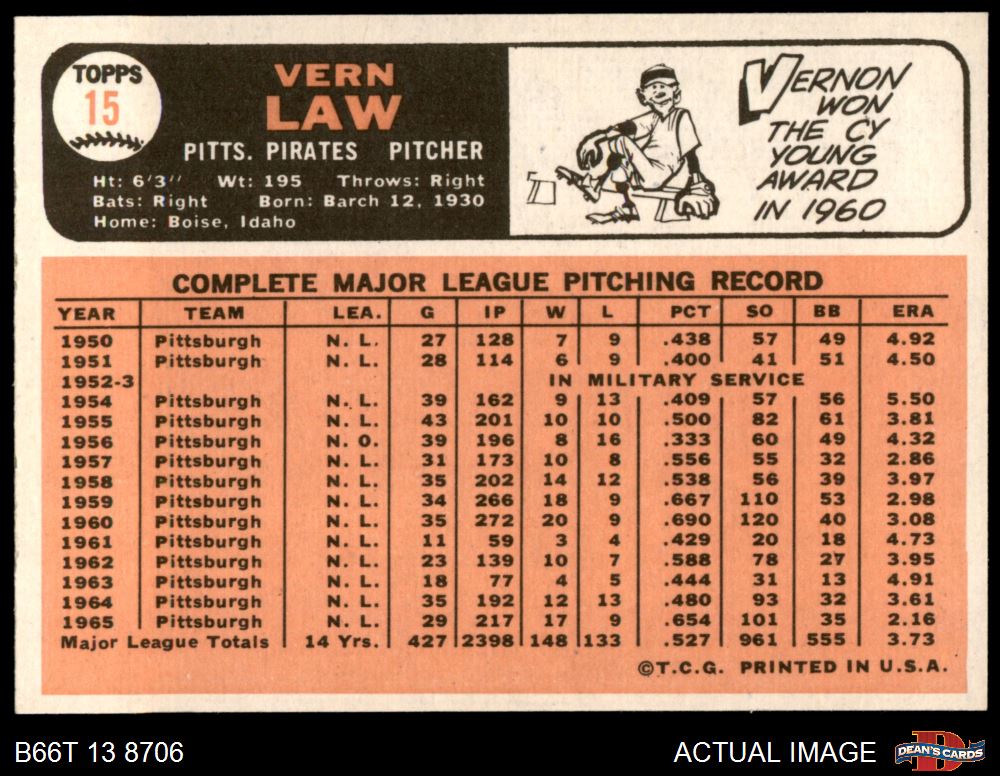 TOPPS
15
VERN
LAW
PITTS. PIRATES PITCHER
Ht: 6'3'' Wt: 195 Throws: Right
Bats: Right Born: Barch 12, 1930
Home: Boise, Idaho
VERNON
WON
THE CY
YOUNG
AWARD
IN 1960
COMPLETE MAJOR LEAGUE PITCHING RECORD
YEAR TEAM LEA. G IP W L PCT SO BB ERA
1950 Pittsburgh N. L. 27 128 7 9 .438 57 49 4.92
1951 Pittsburgh N. L. 28 114 6 9 .400 41 51 4.50
1952-3 IN MILITARY SERVICE
1954 Pittsburgh N. L. 39 162 9 13 .409 57 56 5.50
1955 Pittsburgh N. L. 43 201 10 10 .500 82 61 3.81
1956 Pittsburgh N. O. 39 196 8 16 .333 60 49 4.32
1957 Pittsburgh N. L. 31 173 10 8 .556 55 32 2.86
1958 Pittsburgh N. L. 35 202 14 12 .538 56 39 3.97
1959 Pittsburgh N. L. 34 266 18 9 .667 110 53 2.98
1960 Pittsburgh N. L. 35 272 20 9 .690 120 40 3.08
1961 Pittsburgh N. L. 11 59 3 4 .429 20 18 4.73
1962 Pittsburgh N. L. 23 139 10 7 .588 78 27 3.95
1963 Pittsburgh N. L. 18 77 4 5 .444 31 13 4.91
1964 Pittsburgh N. L. 35 192 12 13 .480 93 32 3.61
1965 Pittsburgh N. L. 29 217 17 9 .654 101 35 2.16
Major League Totals 14 Yrs. 427 2398 148 133 .527 961 555 3.73
©T.C.G. PRINTED IN U.S.A.
B66T 13 8706
ACTUAL IMAGE
DEAN'S CARDS